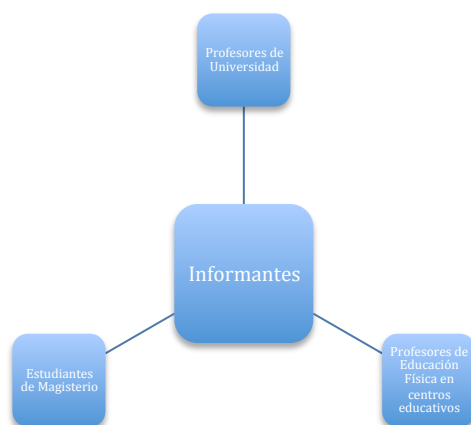 Profesores de
Universidad
Informantes
Estudiantes
de Magisterio
Profesores de
Educación
Física en
centros
educativos